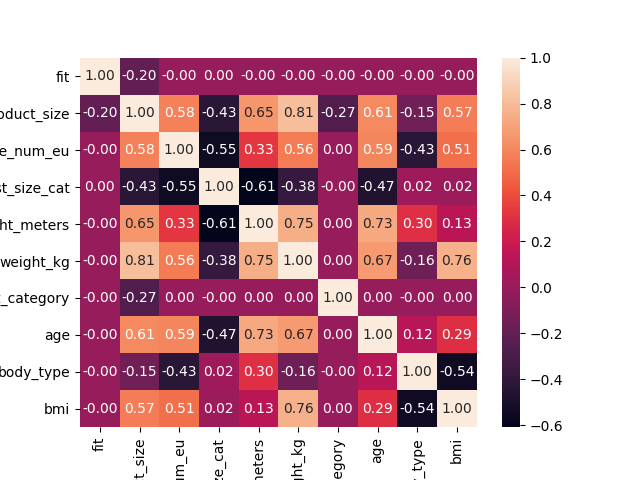 fit 1.00 -0.20 -0.00 0.00 -0.00 -0.00 -0.00 -0.00 -0.00 -0.00
oduct_size -0.20 1.00 0.58 -0.43 0.65 0.81 -0.27 0.61 -0.15 0.57
e_num_eu -0.00 0.58 1.00 -0.55 0.33 0.56 0.00 0.59 -0.43 0.51
st_size_cat 0.00 -0.43 -0.55 1.00 -0.61 -0.38 -0.00 -0.47 0.02 0.02
ht_meters -0.00 0.65 0.33 -0.61 1.00 0.75 0.00 0.73 0.30 0.13
weight_kg -0.00 0.81 0.56 -0.38 0.75 1.00 0.00 0.67 -0.16 0.76
t_category -0.00 -0.27 0.00 -0.00 0.00 0.00 1.00 0.00 -0.00 0.00
age -0.00 0.61 0.59 -0.47 0.73 0.67 0.00 1.00 0.12 0.29
body_type -0.00 -0.15 -0.43 0.02 0.30 -0.16 -0.00 0.12 1.00 -0.54
bmi -0.00 0.57 0.51 0.02 0.13 0.76 0.00 0.29 -0.54 1.00
fit
ct_size
um_eu
ze_cat
meters
ght_kg
egory
age
y_type
bmi
1.0
0.8
0.6
0.4
0.2
0.0
−0.2
−0.4
−0.6